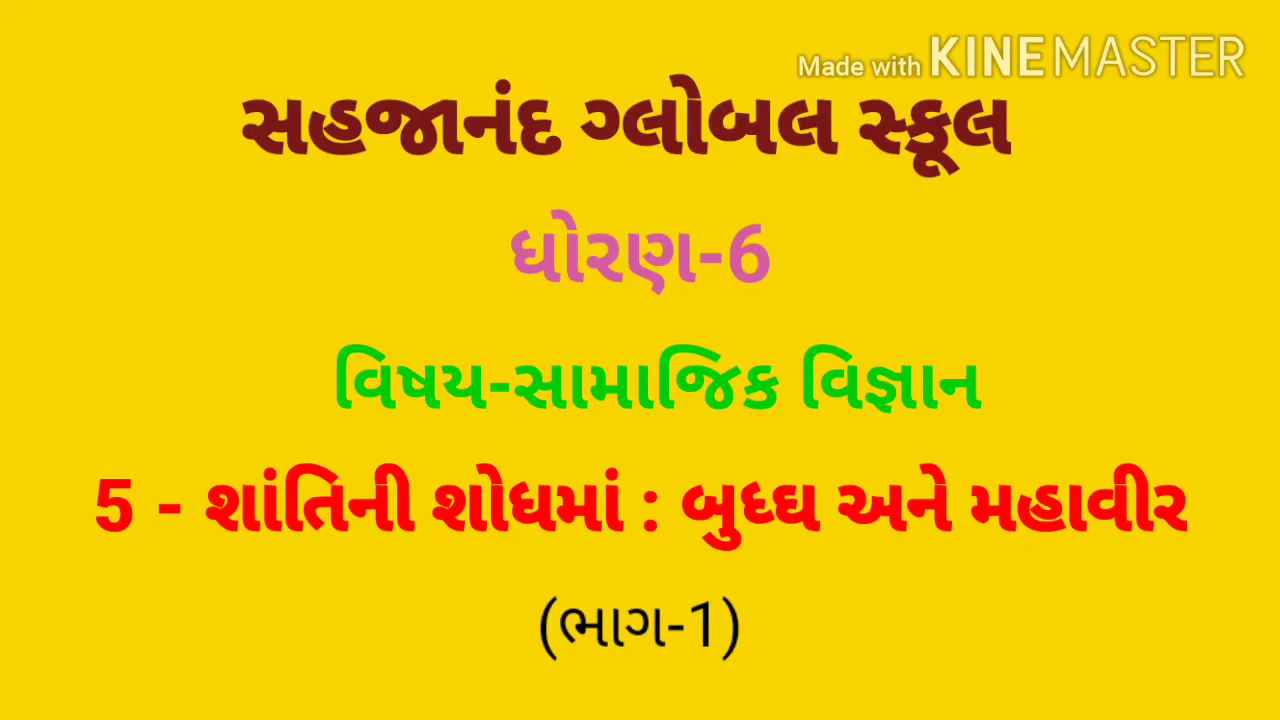 Made with KINEMASTER
સહજાનંદ ગ્લોબલ સ્કૂલ
ધોરણ-6
વિષય-સામાજિક વિજ્ઞાન
5 - શાંતિની શોધમાં : બુધ્ધ અને મહાવીર
(ભાગ-1)